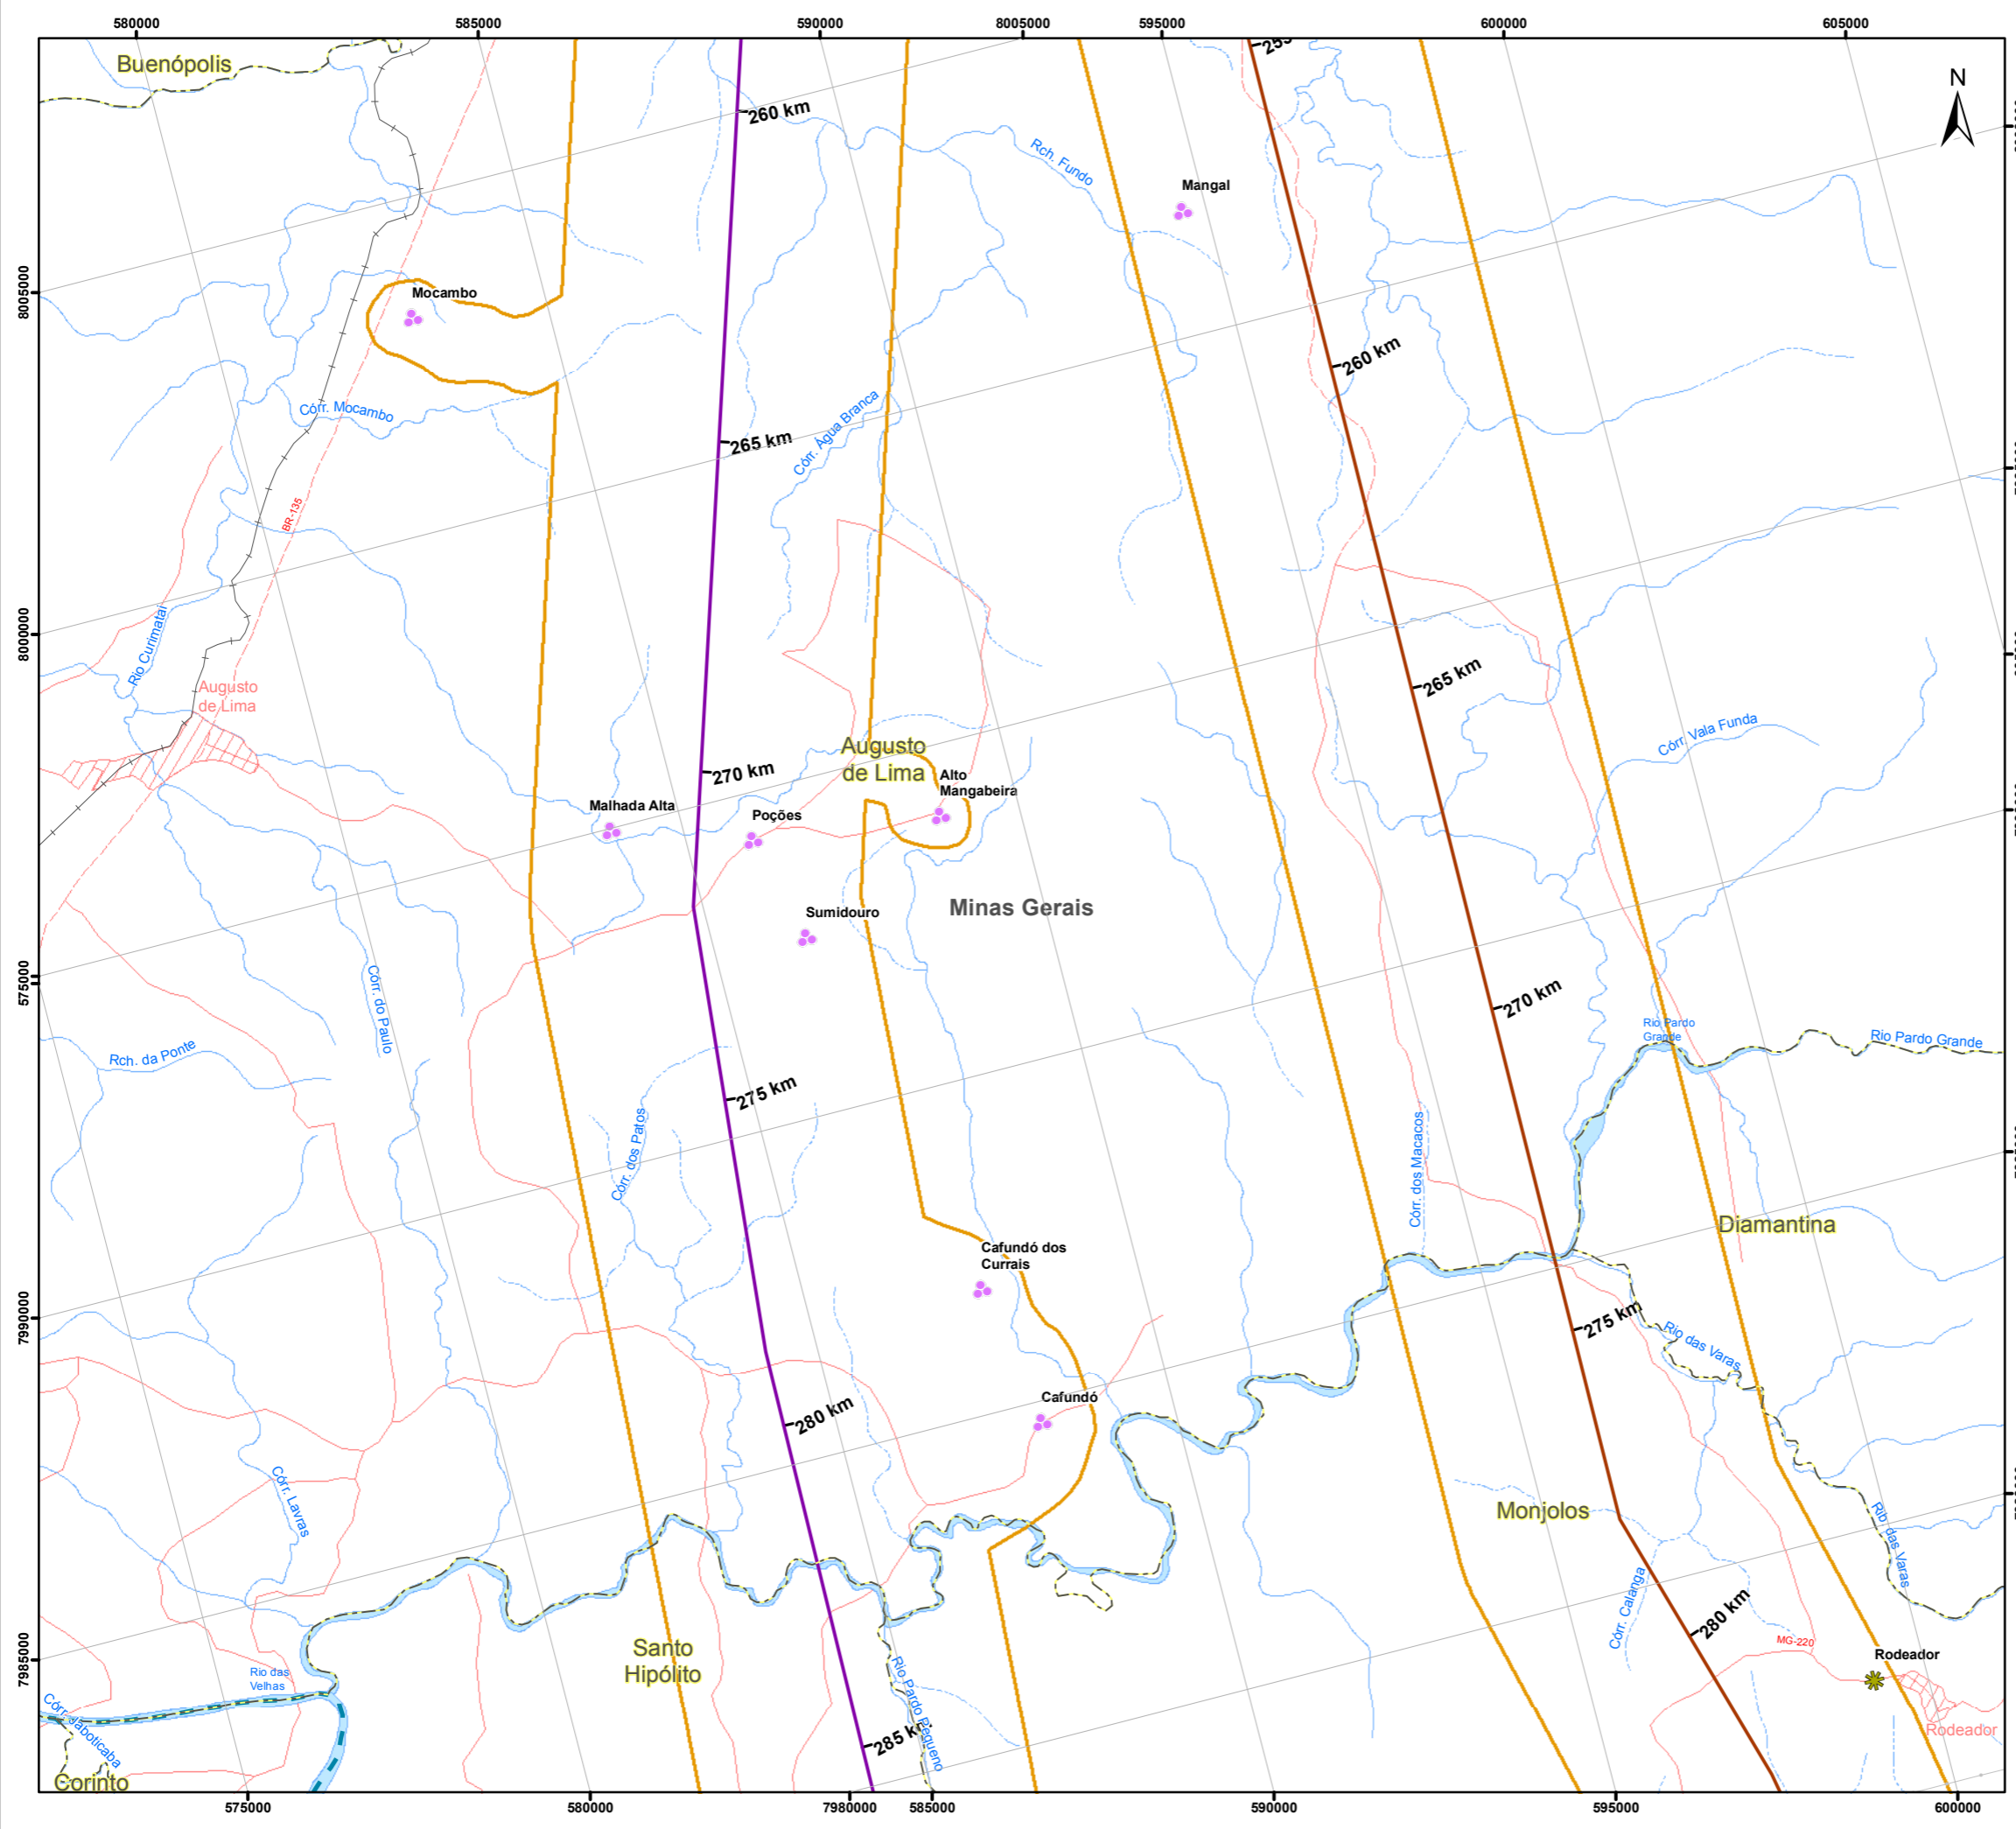 580000
585000
590000
8005000
595000
600000
605000
Buenópolis
255
N
260 km
Rch. Fundo
Mangal
8005000
Mocambo
260 km
Córr. Mocambo
Córr. Água Branca
265 km
BR-135
8000000
Rio Curimataí
Augusto
de Lima
265 km
Córr. Vala Funda
Augusto
de Lima
270 km
Alto
Mangabeira
Malhada Alta
Poções
Sumidouro
Minas Gerais
575000
Córr. do Paulo
270 km
Rio Pardo
Grande
Rio Pardo Grande
Rch. da Ponte
275 km
Córr. dos Patos
Córr. dos Macacos
Diamantina
Cafundó dos
Currais
7990000
275 km
Rio das Varas
Cafundó
280 km
Córr. Lavras
Monjolos
Rib. das Varas
Córr. Calanga
280 km
Santo
Hipólito
MG-220
Rodeador
7985000
Rio das
Velhas
Rio Pardo Pequeno
Córr. Jaboticaba
285 k
Rodeador
Corinto
575000
580000
7980000
585000
590000
595000
600000